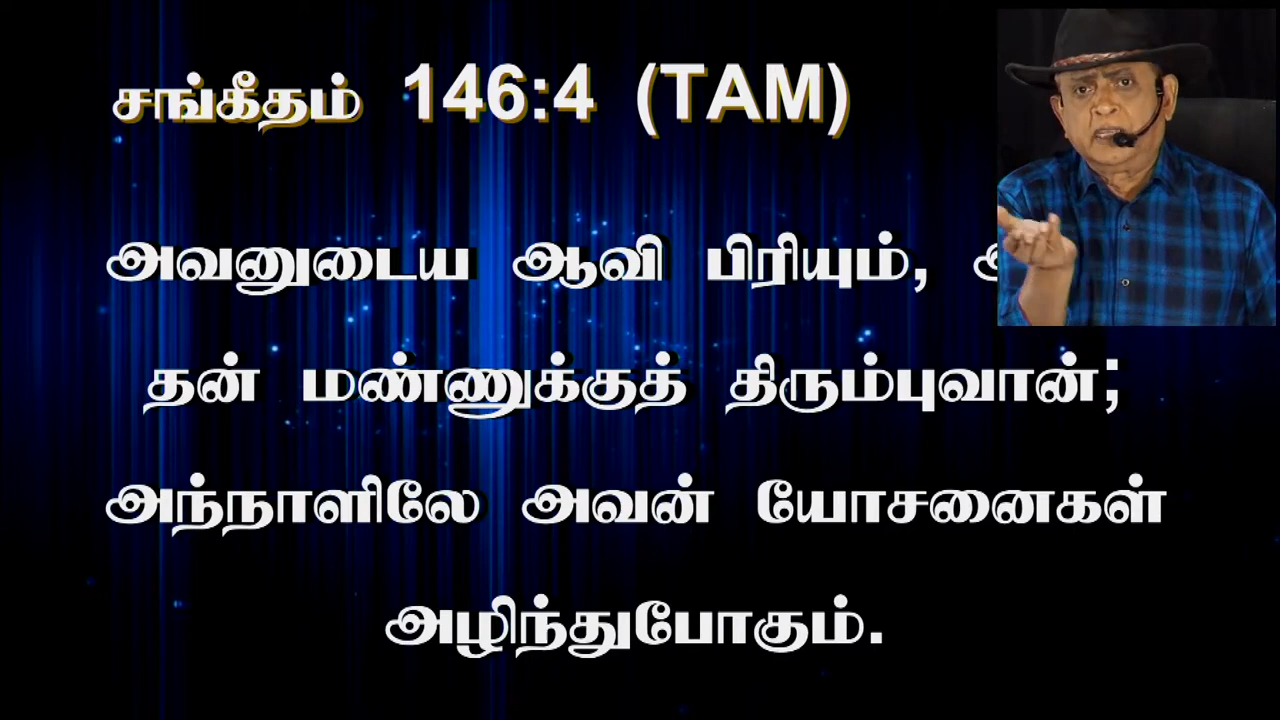 சங்கீதம் 146:4 (TAM)
அவனுடைய ஆவி பிரியும்,
தன் மண்ணுக்குத் திரும்புவான்;
அந்நாளிலே அவன் யோசனைகள்
அழிந்துபோகும்.